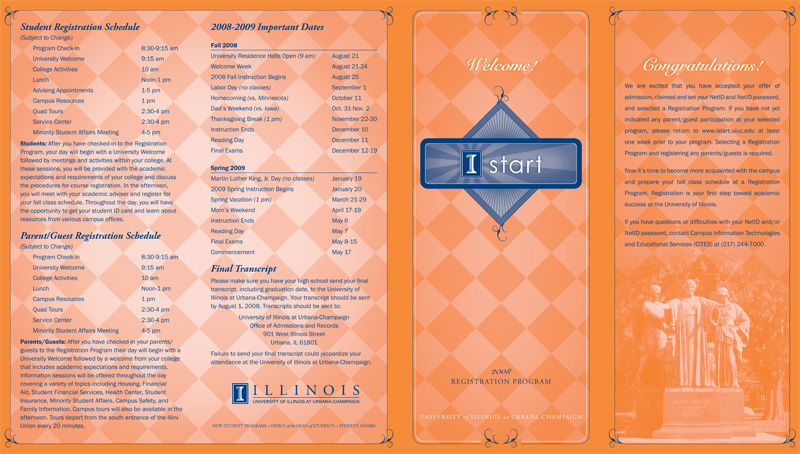 Student Registration Schedule
(Subject to Change)
Program Check-In 8:30-9:15 am
University Welcome 9:15 am
College Activities 10 am
Lunch Noon-1 pm
Advising Appointments 1-5 pm
Campus Resources 1 pm
Quad Tours 2:30-4 pm
Service Center 2:30-4 pm
Minority Student Affairs Meeting 4-5 pm
Students: After you have checked-in to the Registration
Program, your day will begin with a University Welcome
followed by meetings and activities within your college. At
these sessions, you will be provided with the academic
expectations and requirements of your college and discuss
the procedures for course registration. In the afternoon,
you will meet with your academic adviser and register for
your fall class schedule. Throughout the day, you will have
the opportunity to get your student ID card and learn about
resources from various campus offices.
Parent/Guest Registration Schedule
(Subject to Change)
Program Check-In 8:30-9:15 am
University Welcome 9:15 am
College Activities 10 am
Lunch Noon-1 pm
Campus Resources 1 pm
Quad Tours 2:30-4 pm
Service Center 2:30-4 pm
Minority Student Affairs Meeting 4-5 pm
Parents/Guests: After you have checked-in your parents/
guests to the Registration Program their day will begin with a
University Welcome followed by a welcome from your college
that includes academic expectations and requirements.
Information sessions will be offered throughout the day
covering a variety of topics including Housing, Financial
Aid, Student Financial Services, Health Center, Student
Insurance, Minority Student Affairs, Campus Safety, and
Family Information. Campus tours will also be available in the
afternoon. Tours depart from the south entrance of the Illini
Union every 20 minutes.
2008-2009 Important Dates
Fall 2008
University Residence Halls Open (9 am) August 21
Welcome Week August 21-24
2008 Fall Instruction Begins August 25
Labor Day (no classes) September 1
Homecoming (vs. Minnesota) October 11
Dad's Weekend (vs. Iowa) Oct. 31-Nov. 2
Thanksgiving Break (1 pm) November 22-30
Instruction Ends December 10
Reading Day December 11
Final Exams December 12-19
Spring 2009
Martin Luther King, Jr. Day (no classes) January 19
2009 Spring Instruction Begins January 20
Spring Vacation (1 pm) March 21-29
Mom's Weekend April 17-19
Instruction Ends May 6
Reading Day May 7
Final Exams May 8-15
Commencement May 17
Final Transcript
Please make sure you have your high school send your final
transcript, including graduation date, to the University of
Illinois at Urbana-Champaign. Your transcript should be sent
by August 1, 2008. Transcripts should be sent to:
University of Illinois at Urbana-Champaign
Office of Admissions and Records
901 West Illinois Street
Urbana, IL 61801
Failure to send your final transcript could jeopardize your
attendance at the University of Illinois at Urbana-Champaign.
I ILLINOIS
UNIVERSITY OF ILLINOIS AT URBANA-CHAMPAIGN
NEW STUDENT PROGRAMS - OFFICE of the DEAN of STUDENTS - STUDENT AFFAIRS
Welcome!
I start
2008
REGISTRATION PROGRAM
UNIVERSITY of ILLINOIS at URBANA-CHAMPAIGN
Congratulations!
We are excited that you have accepted your offer of
admission, claimed and set your NetID and NetID password,
and selected a Registration Program. If you have not yet
indicated any parent/guest participation at your selected
program, please return to www.istart.uiuc.edu at least
one week prior to your program. Selecting a Registration
Program and registering any parents/guests is required.
Now it's time to become more acquainted with the campus
and prepare your fall class schedule at a Registration
Program. Registration is your first step toward academic
success at the University of Illinois.
If you have questions or difficulties with your NetID and/or
NetID password, contact Campus Information Technologies
and Educational Services (CITES) at (217) 244-7000.